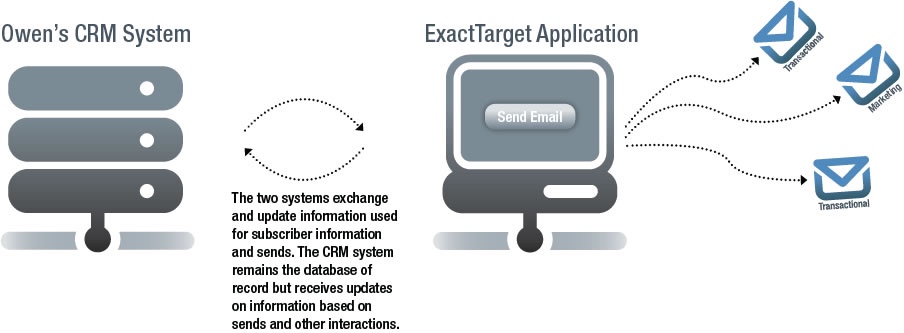 Owen's CRM System
ExactTarget Application
Send Email
Transactional
Marketing
Transactional
The two systems exchange
and update information used
for subscriber information
and sends. The CRM system
remains the database of
record but receives updates
on information based on
sends and other interactions.